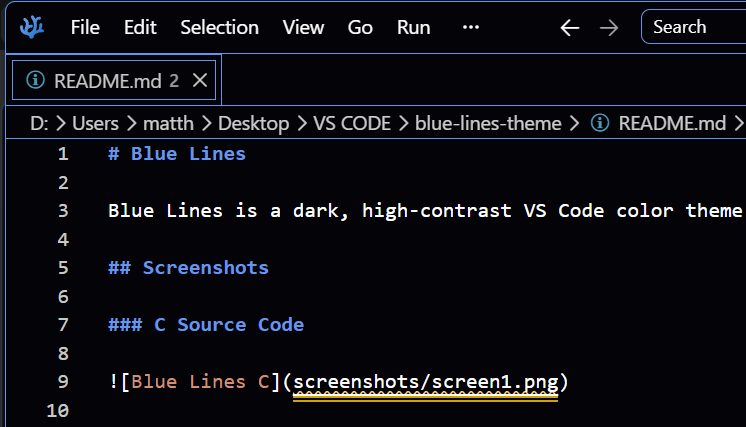 File Edit Selection View Go Run ··· ← → Search
README.md 2 ×
D: > Users > matth > Desktop > VS CODE > blue-lines-theme > README.md >
1 # Blue Lines
2
3 Blue Lines is a dark, high-contrast VS Code color theme
4
5 ## Screenshots
6
7 ### C Source Code
8
9 ![Blue Lines C](screenshots/screen1.png)
10